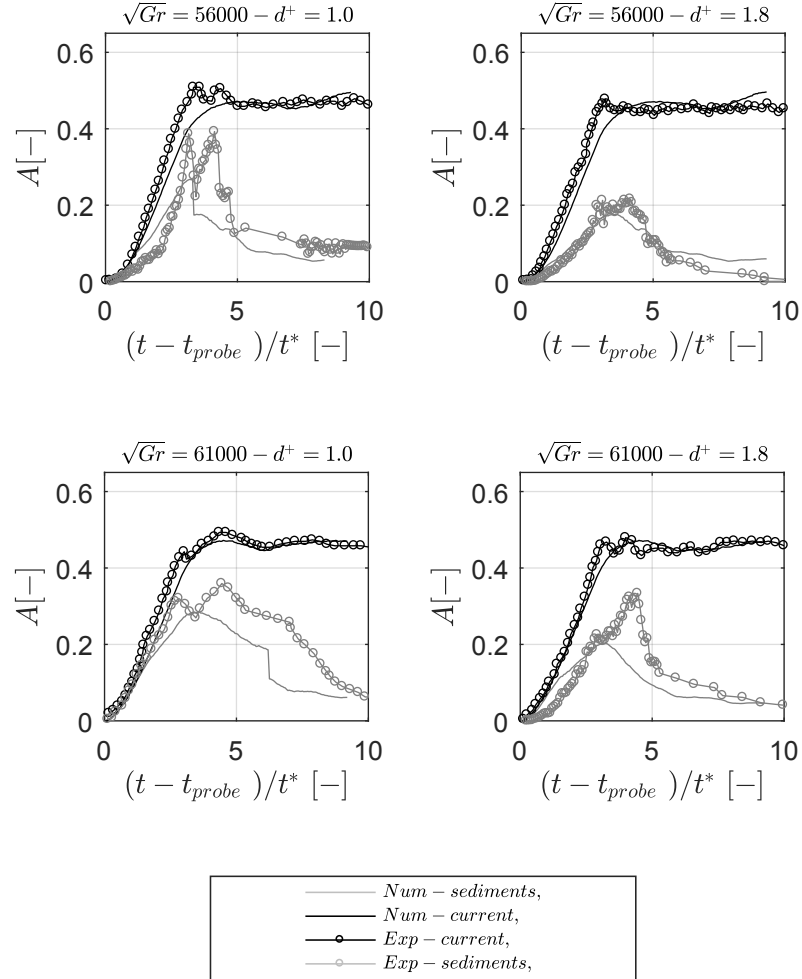 √Gr = 56000 − d⁺ = 1.0
0.6
0.4
0.2
0
A[−]
0 5 10
(t − t_probe )/t* [−]
√Gr = 56000 − d⁺ = 1.8
0.6
0.4
0.2
0
A[−]
0 5 10
(t − t_probe )/t* [−]
√Gr = 61000 − d⁺ = 1.0
0.6
0.4
0.2
0
A[−]
0 5 10
(t − t_probe )/t* [−]
√Gr = 61000 − d⁺ = 1.8
0.6
0.4
0.2
0
A[−]
0 5 10
(t − t_probe )/t* [−]
Num − sediments,
Num − current,
Exp − current,
Exp − sediments,